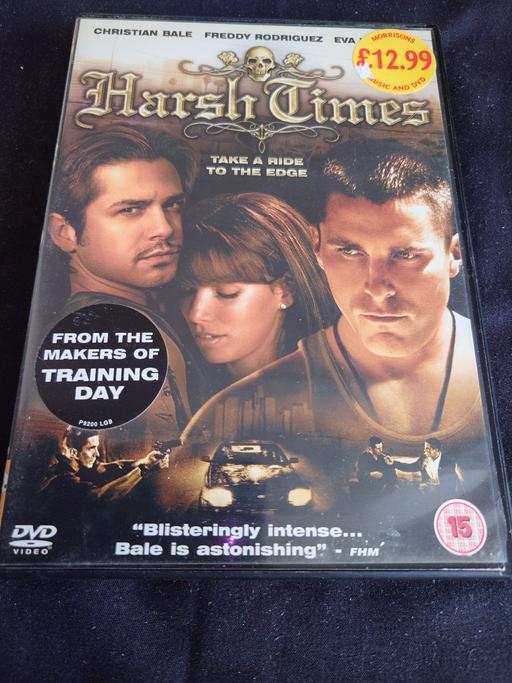 CHRISTIAN BALE FREDDY RODRIGUEZ EVA
MORRISONS
£12.99
MUSIC AND DVD
Harsh Times
TAKE A RIDE
TO THE EDGE
FROM THE
MAKERS OF
TRAINING
DAY
P9200 LGB
DVD
VIDEO
"Blisteringly intense...
Bale is astonishing" - FHM
15